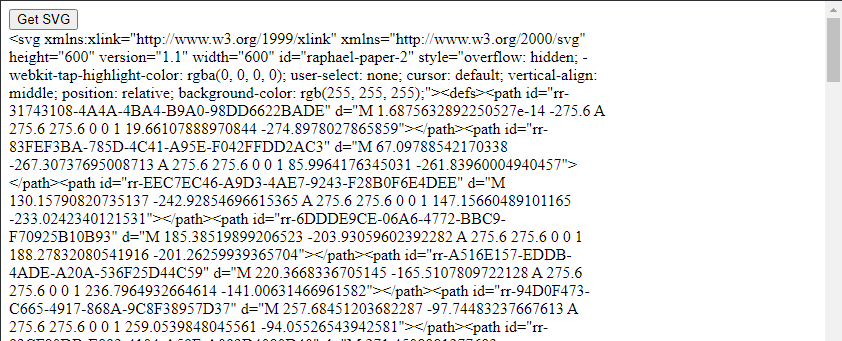 Get SVG
<svg xmlns:xlink="http://www.w3.org/1999/xlink" xmlns="http://www.w3.org/2000/svg"
height="600" version="1.1" width="600" id="raphael-paper-2" style="overflow: hidden; -
webkit-tap-highlight-color: rgba(0, 0, 0, 0); user-select: none; cursor: default; vertical-align:
middle; position: relative; background-color: rgb(255, 255, 255);"><defs><path id="rr-
31743108-4A4A-4BA4-B9A0-98DD6622BADE" d="M 1.6875632892250527e-14 -275.6 A
275.6 275.6 0 0 1 19.66107888970844 -274.8978027865859"></path><path id="rr-
83FEF3BA-785D-4C41-A95E-F042FFDD2AC3" d="M 67.09788542170338
-267.30737695008713 A 275.6 275.6 0 0 1 85.9964176345031 -261.83960004940457">
</path><path id="rr-EEC7EC46-A9D3-4AE7-9243-F28B0F6E4DEE" d="M
130.15790820735137 -242.92854696615365 A 275.6 275.6 0 0 1 147.15660489101165
-233.0242340121531"></path><path id="rr-6DDDE9CE-06A6-4772-BBC9-
F70925B10B93" d="M 185.38519899206523 -203.93059602392282 A 275.6 275.6 0 0 1
188.27832080541916 -201.26259939365704"></path><path id="rr-A516E157-EDDB-
4ADE-A20A-536F25D44C59" d="M 220.3668336705145 -165.5107809722128 A 275.6
275.6 0 0 1 236.7964932664614 -141.00631466961582"></path><path id="rr-94D0F473-
C665-4917-868A-9C8F38957D37" d="M 257.68451203682287 -97.74483237667613 A
275.6 275.6 0 0 1 259.0539848045561 -94.05526543942581"></path><path id="rr-